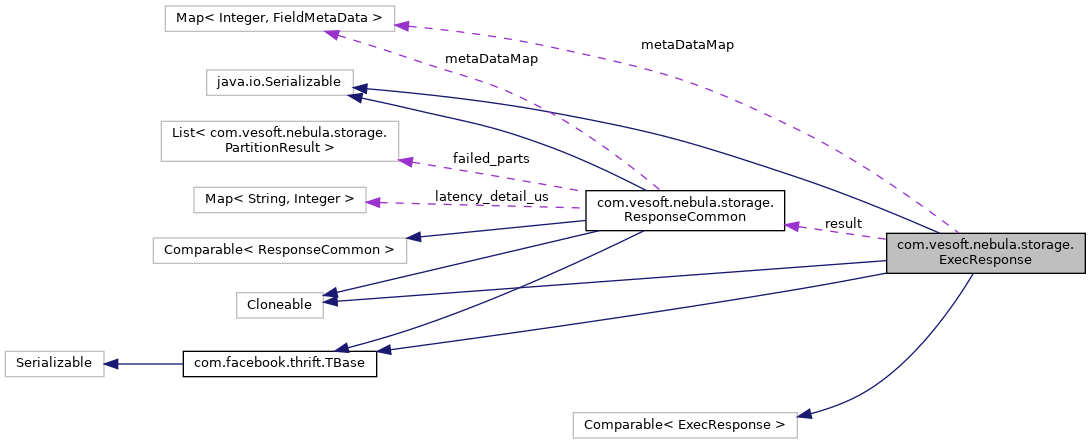 Map< Integer, FieldMetaData >
metaDataMap
metaDataMap
java.io.Serializable
List< com.vesoft.nebula.storage.
PartitionResult >
failed_parts
latency_detail_us
Map< String, Integer >
com.vesoft.nebula.storage.
ResponseCommon
result
com.vesoft.nebula.storage.
ExecResponse
Comparable< ResponseCommon >
Cloneable
Serializable
com.facebook.thrift.TBase
Comparable< ExecResponse >